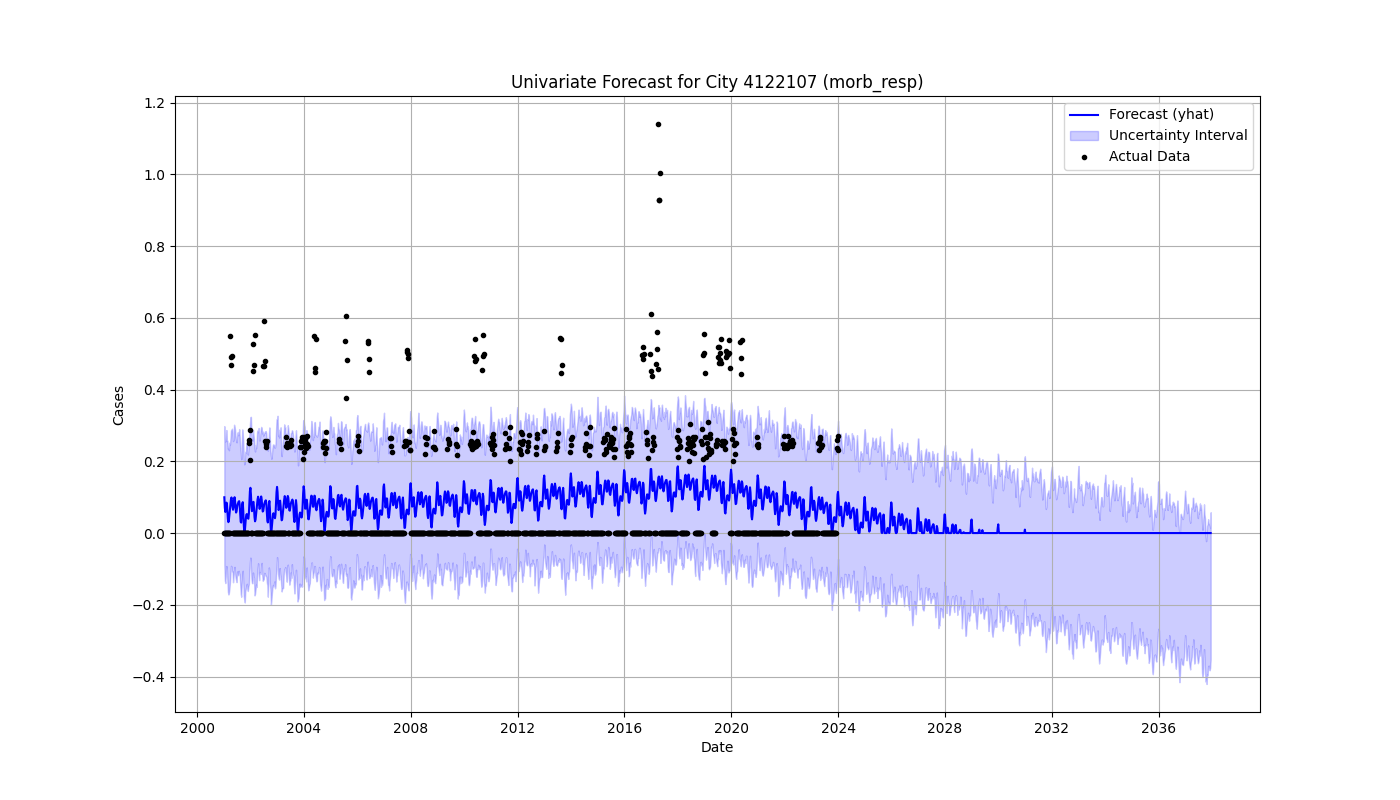 Univariate Forecast for City 4122107 (morb_resp)
Forecast (yhat)
Uncertainty Interval
Actual Data
1.2
1.0
0.8
0.6
0.4
0.2
0.0
−0.2
−0.4
Cases
2000 2004 2008 2012 2016 2020 2024 2028 2032 2036
Date